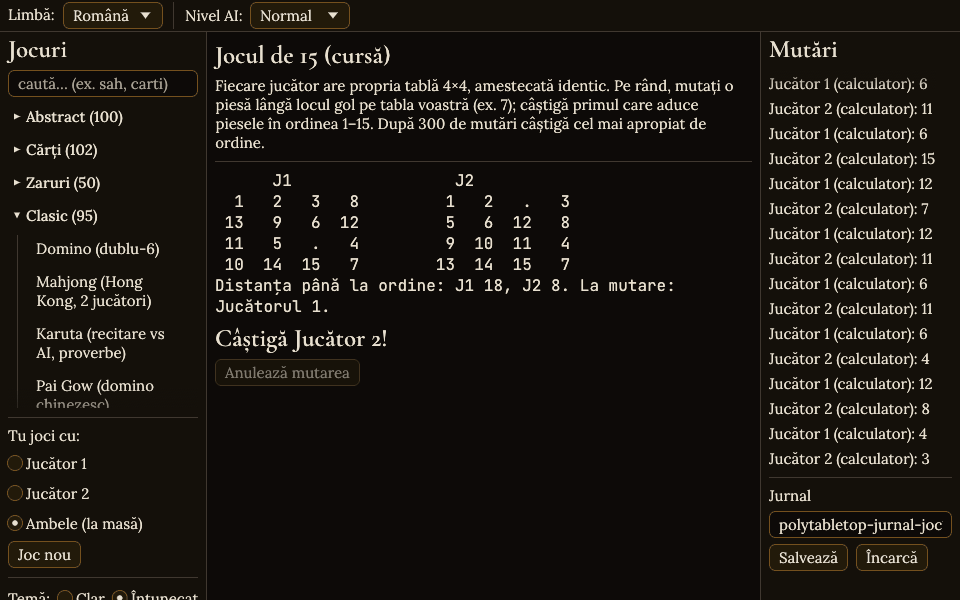 Limbă: Română Nivel AI: Normal
Jocuri
caută... (ex. sah, carti)
Abstract (100)
Cărți (102)
Zaruri (50)
Clasic (95)
Domino (dublu-6)
Mahjong (Hong
Kong, 2 jucători)
Karuta (recitare vs
AI, proverbe)
Pai Gow (domino
chinezesc)
Tu joci cu:
Jucător 1
Jucător 2
Ambele (la masă)
Joc nou
Temă: Clar Întunecat
Jocul de 15 (cursă)
Fiecare jucător are propria tablă 4×4, amestecată identic. Pe rând, mutați o
piesă lângă locul gol pe tabla voastră (ex. 7); câștigă primul care aduce
piesele în ordinea 1–15. După 300 de mutări câștigă cel mai apropiat de
ordine.
J1 J2
1 2 3 8 1 2 . 3
13 9 6 12 5 6 12 8
11 5 . 4 9 10 11 4
10 14 15 7 13 14 15 7
Distanța până la ordine: J1 18, J2 8. La mutare:
Jucătorul 1.
Câștigă Jucător 2!
Anulează mutarea
Mutări
Jucător 1 (calculator): 6
Jucător 2 (calculator): 11
Jucător 1 (calculator): 6
Jucător 2 (calculator): 15
Jucător 1 (calculator): 12
Jucător 2 (calculator): 7
Jucător 1 (calculator): 12
Jucător 2 (calculator): 11
Jucător 1 (calculator): 6
Jucător 2 (calculator): 11
Jucător 1 (calculator): 6
Jucător 2 (calculator): 4
Jucător 1 (calculator): 12
Jucător 2 (calculator): 8
Jucător 1 (calculator): 4
Jucător 2 (calculator): 3
Jurnal
polytabletop-jurnal-joc
Salvează Încarcă